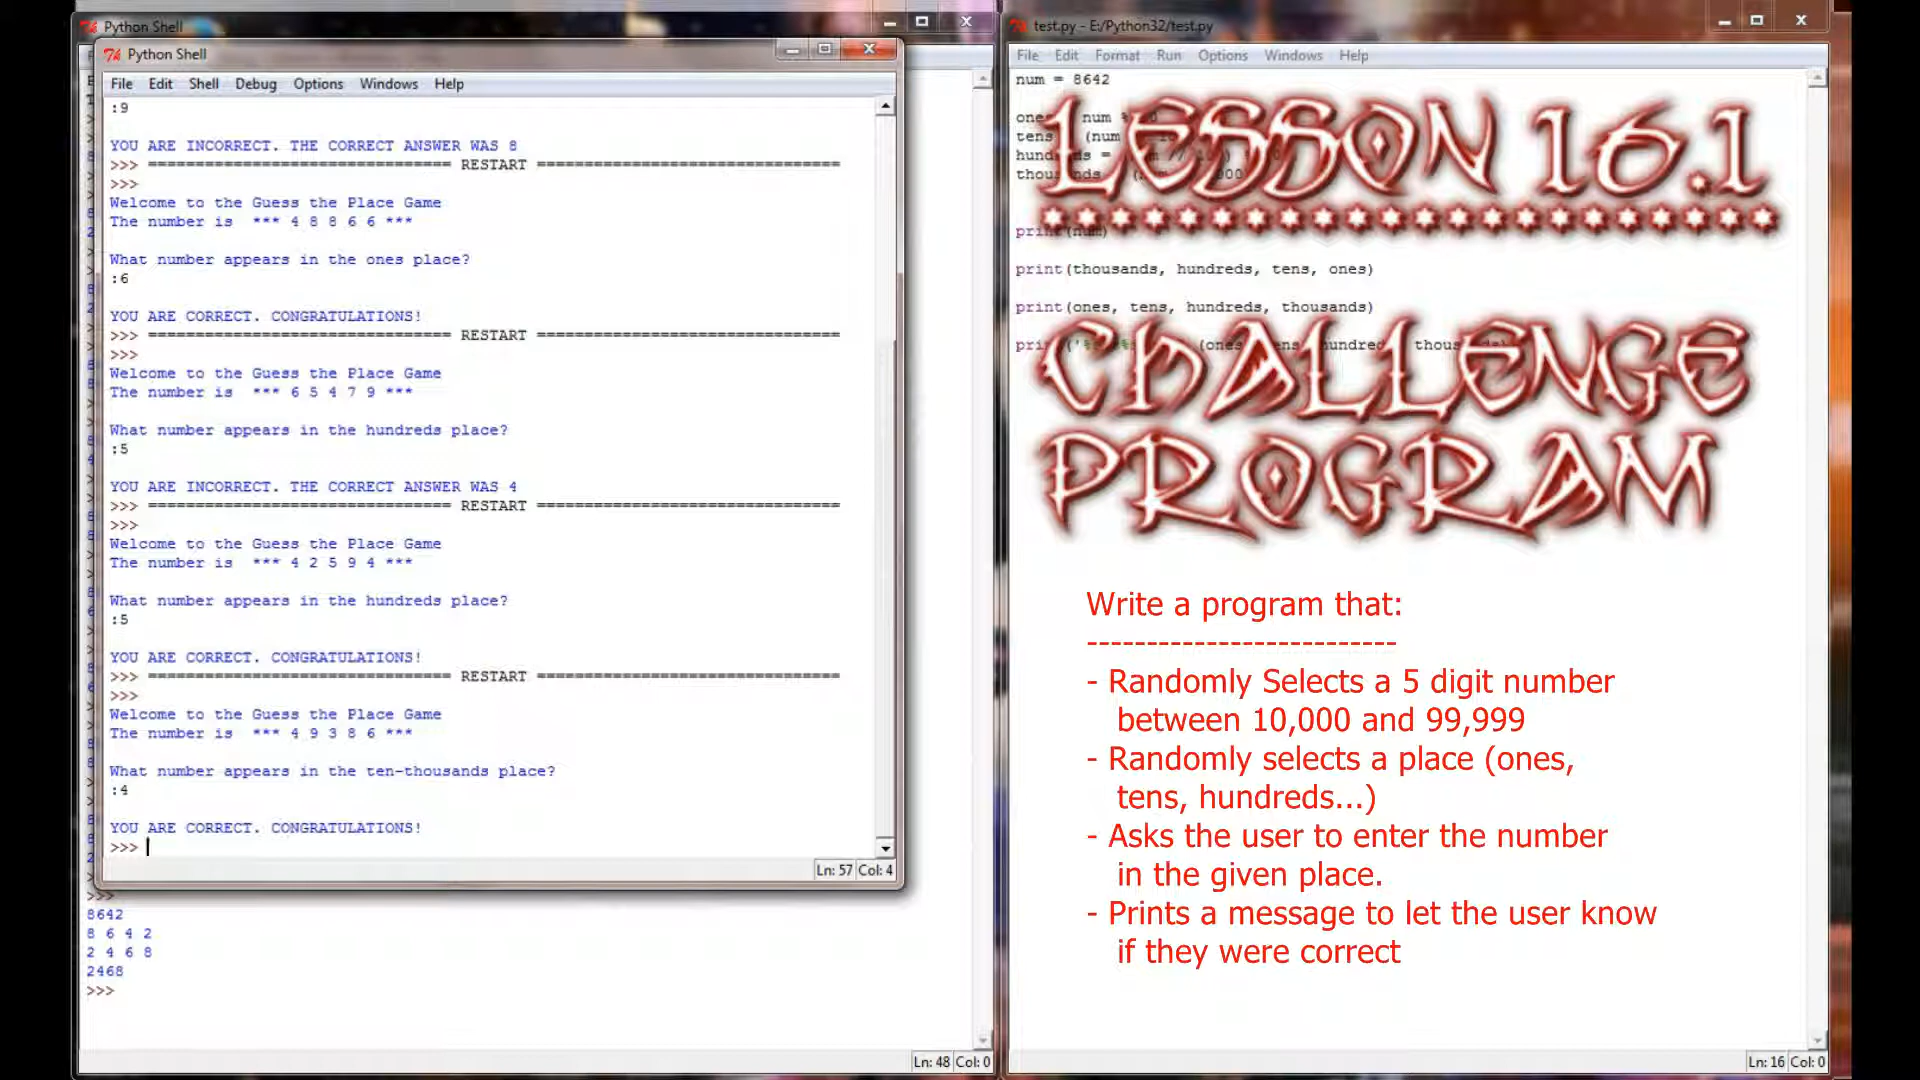 Python Shell
Python Shell
File Edit Shell Debug Options Windows Help
:9
YOU ARE INCORRECT. THE CORRECT ANSWER WAS 8
>>> ================================ RESTART ================================
>>>
Welcome to the Guess the Place Game
The number is  *** 4 8 8 6 6 ***
What number appears in the ones place?
:6
YOU ARE CORRECT. CONGRATULATIONS!
>>> ================================ RESTART ================================
>>>
Welcome to the Guess the Place Game
The number is  *** 6 5 4 7 9 ***
What number appears in the hundreds place?
:5
YOU ARE INCORRECT. THE CORRECT ANSWER WAS 4
>>> ================================ RESTART ================================
>>>
Welcome to the Guess the Place Game
The number is  *** 4 2 5 9 4 ***
What number appears in the hundreds place?
:5
YOU ARE CORRECT. CONGRATULATIONS!
>>> ================================ RESTART ================================
>>>
Welcome to the Guess the Place Game
The number is  *** 4 9 3 8 6 ***
What number appears in the ten-thousands place?
:4
YOU ARE CORRECT. CONGRATULATIONS!
>>>
Ln: 57 Col: 4
>>>
8642
8 6 4 2
2 4 6 8
2468
>>>
Ln: 48 Col: 0
test.py - E:/Python32/test.py
File Edit Format Run Options Windows Help
num = 8642
LESSON 16.1
print(num)
print(thousands, hundreds, tens, ones)
print(ones, tens, hundreds, thousands)
CHALLENGE
PROGRAM
Write a program that:
--------------------------
- Randomly Selects a 5 digit number
between 10,000 and 99,999
- Randomly selects a place (ones,
tens, hundreds...)
- Asks the user to enter the number
in the given place.
- Prints a message to let the user know
if they were correct
Ln: 16 Col: 0